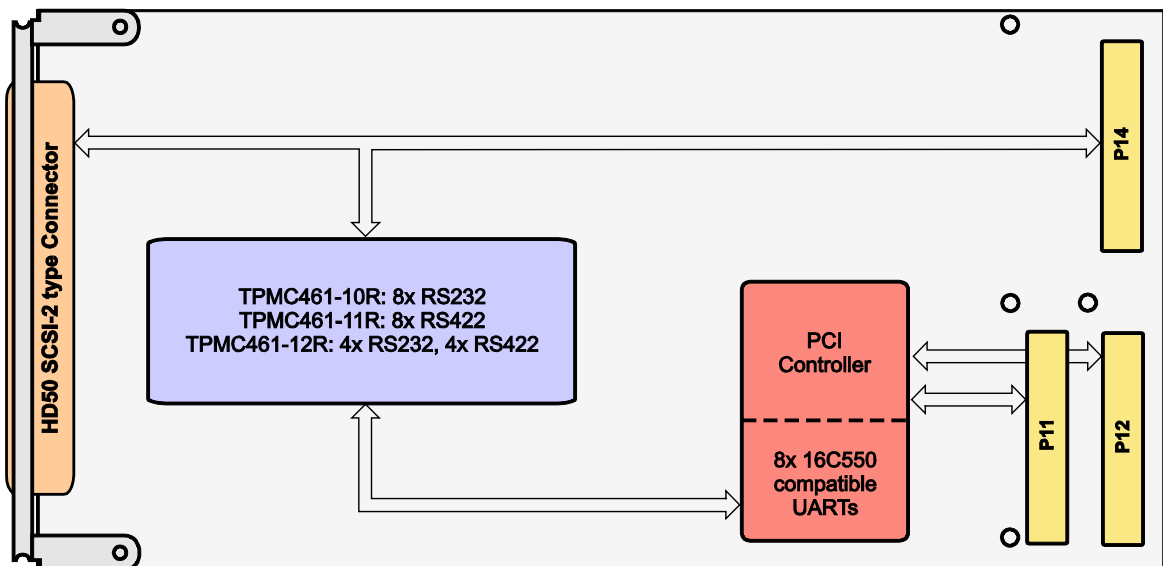 HD50 SCSI-2 type Connector
P14
TPMC461-10R: 8x RS232
TPMC461-11R: 8x RS422
TPMC461-12R: 4x RS232, 4x RS422
PCI
Controller
8x 16C550
compatible
UARTs
P11
P12